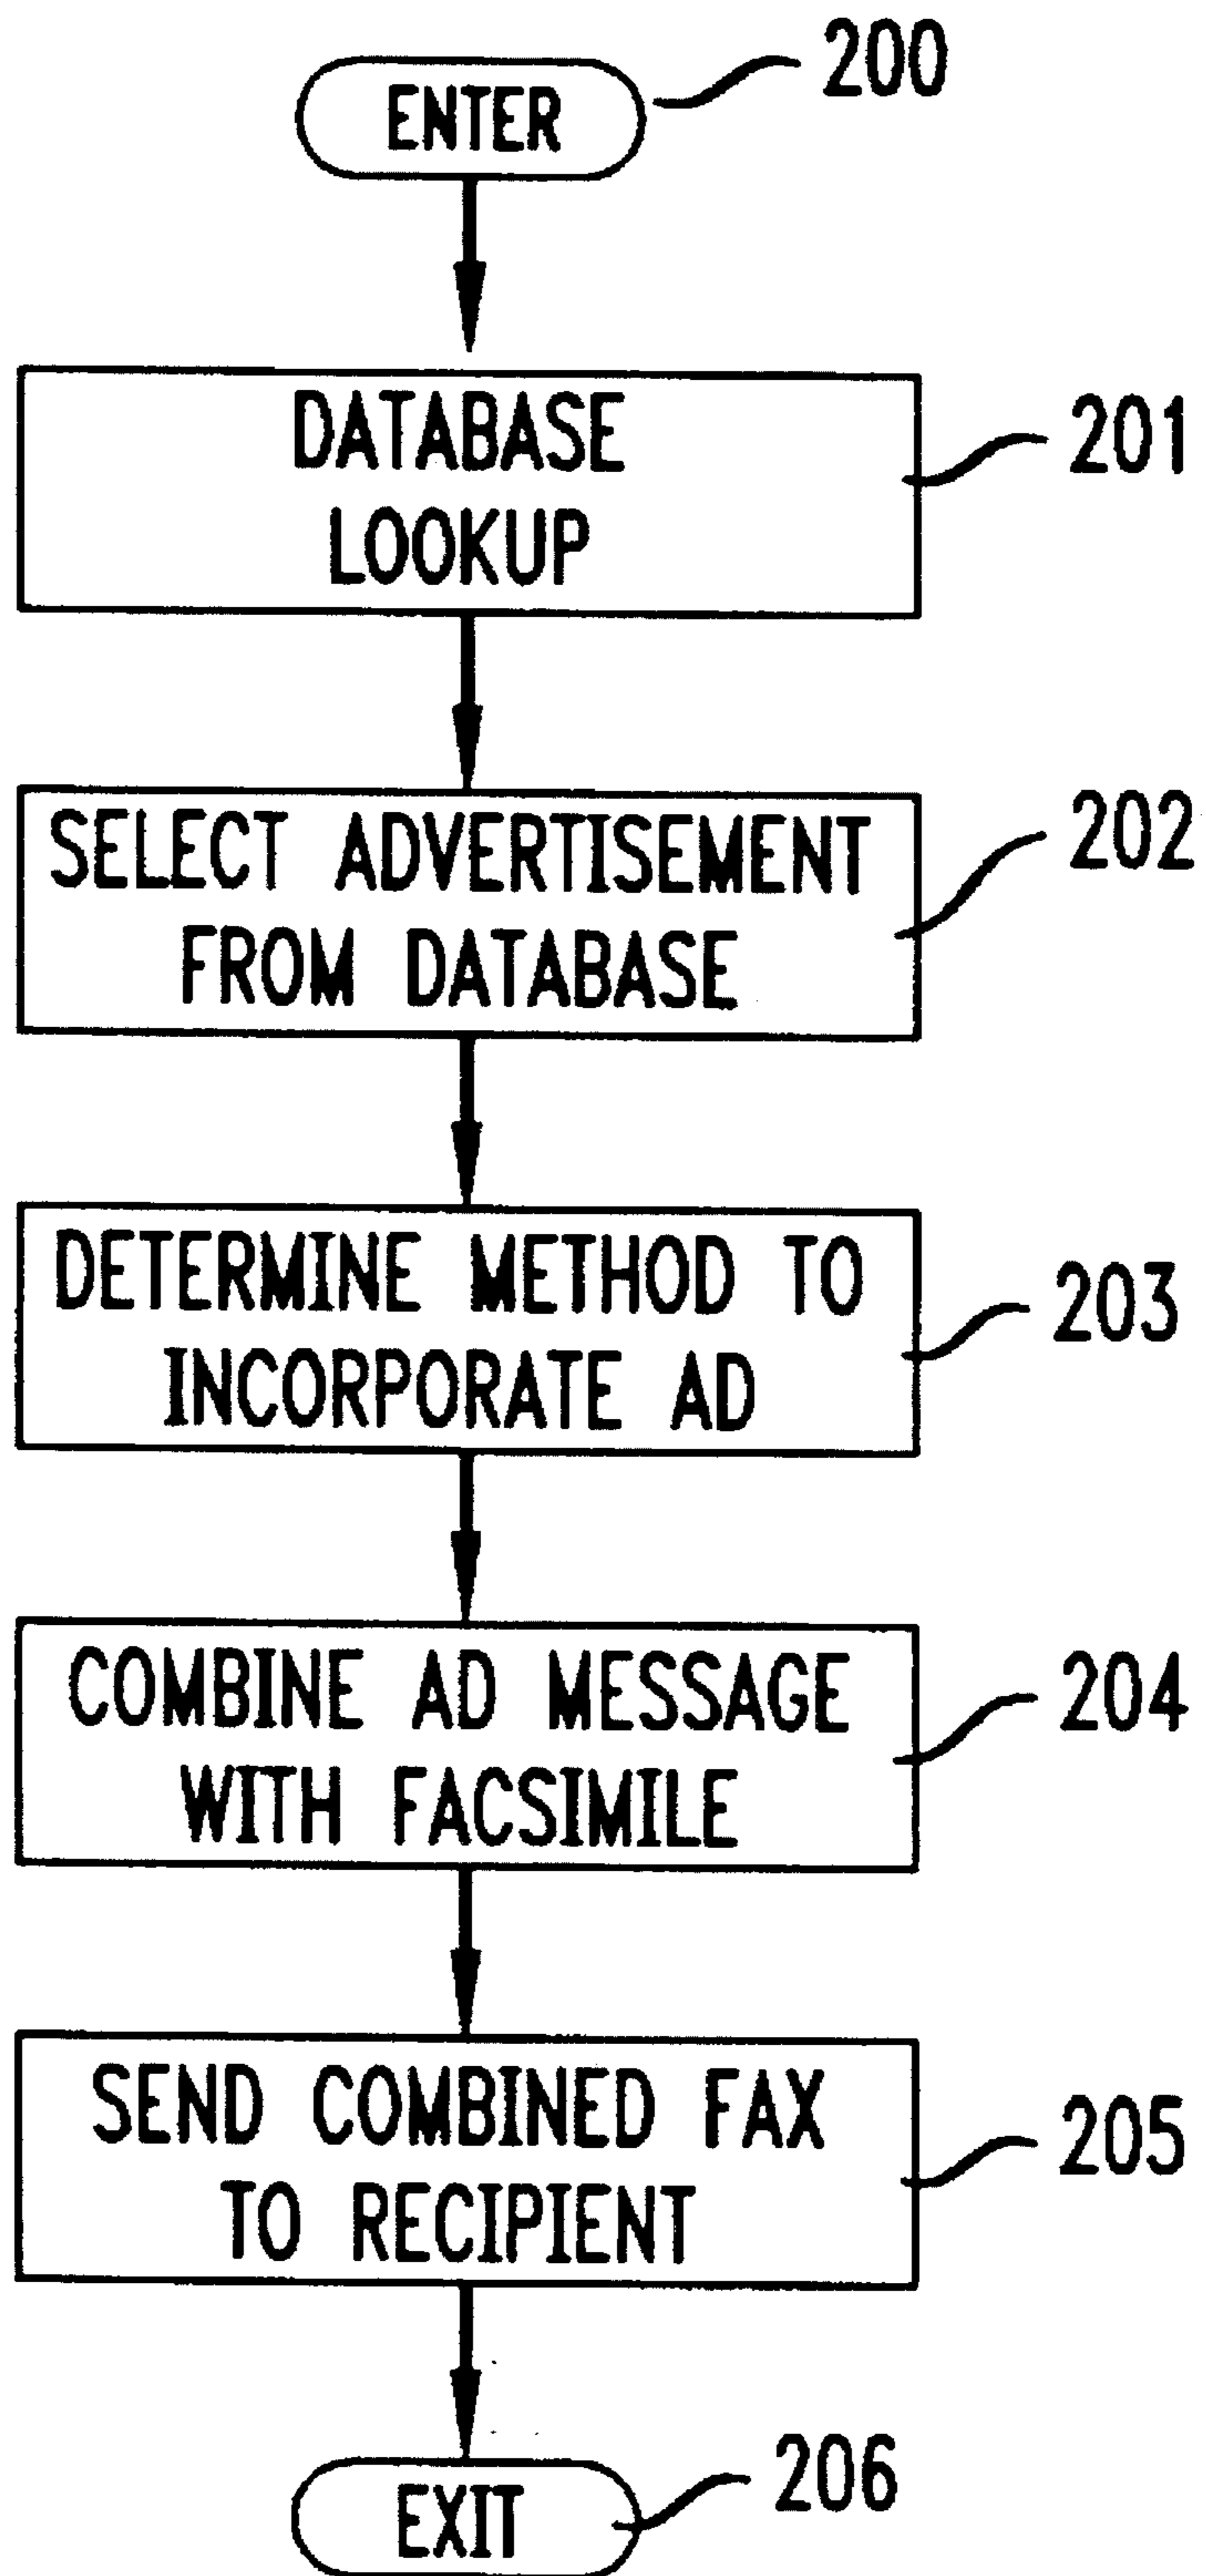 ENTER
200
DATABASE
LOOKUP
201
SELECT ADVERTISEMENT
FROM DATABASE
202
DETERMINE METHOD TO
INCORPORATE AD
203
COMBINE AD MESSAGE
WITH FACSIMILE
204
SEND COMBINED FAX
TO RECIPIENT
205
EXIT
206